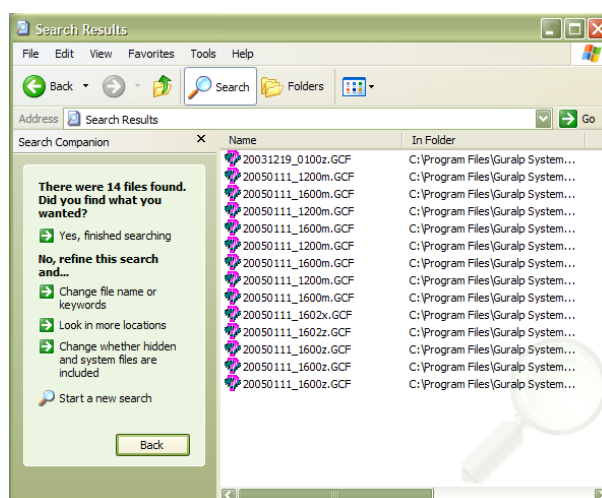 Search Results
File Edit View Favorites Tools Help
Back Search Folders
Address Search Results Go
Search Companion X
There were 14 files found.
Did you find what you
wanted?
Yes, finished searching
No, refine this search
and...
Change file name or
keywords
Look in more locations
Change whether hidden
and system files are
included
Start a new search
Back
Name In Folder
20031219_0100z.GCF C:\Program Files\Guralp System...
20050111_1200m.GCF C:\Program Files\Guralp System...
20050111_1600m.GCF C:\Program Files\Guralp System...
20050111_1200m.GCF C:\Program Files\Guralp System...
20050111_1600m.GCF C:\Program Files\Guralp System...
20050111_1200m.GCF C:\Program Files\Guralp System...
20050111_1600m.GCF C:\Program Files\Guralp System...
20050111_1200m.GCF C:\Program Files\Guralp System...
20050111_1600m.GCF C:\Program Files\Guralp System...
20050111_1602x.GCF C:\Program Files\Guralp System...
20050111_1602z.GCF C:\Program Files\Guralp System...
20050111_1600z.GCF C:\Program Files\Guralp System...
20050111_1600z.GCF C:\Program Files\Guralp System...
20050111_1600z.GCF C:\Program Files\Guralp System...